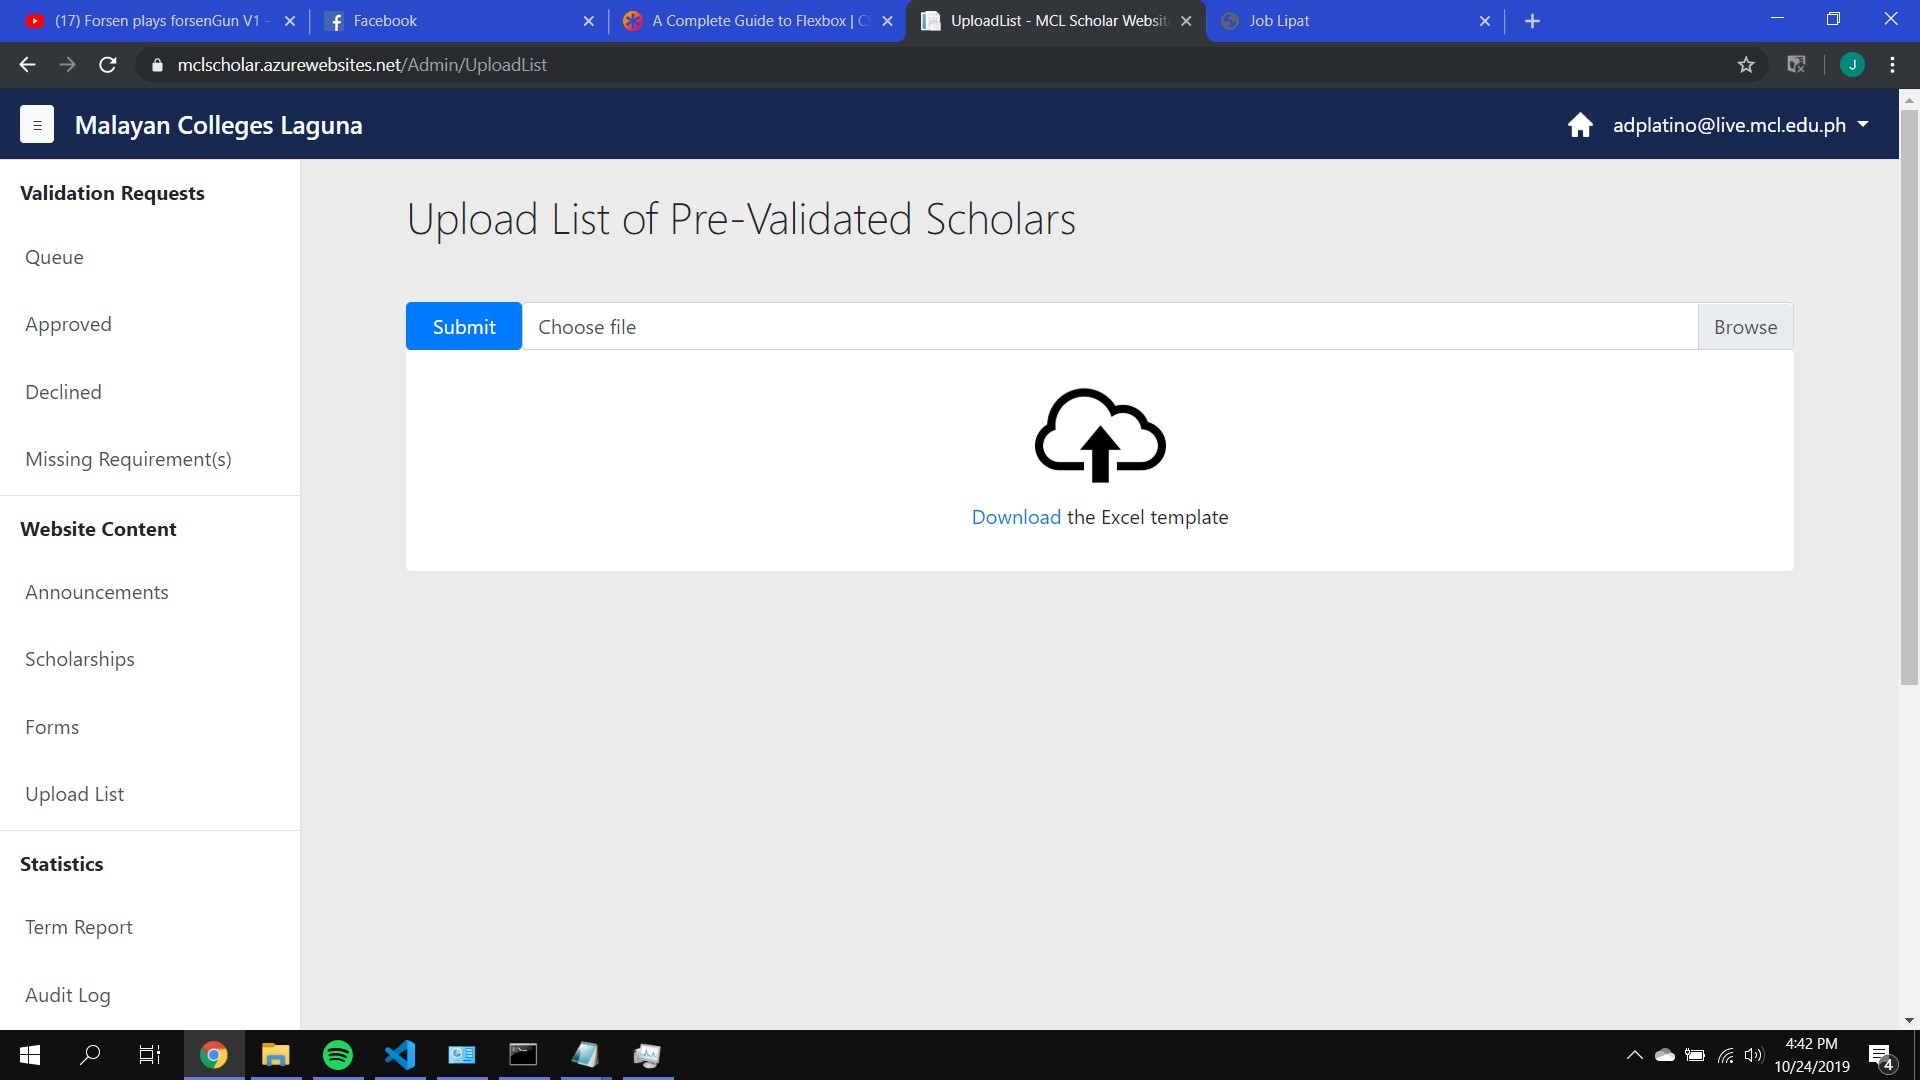 (17) Forsen plays forsenGun V1 -
Facebook
A Complete Guide to Flexbox | CS
UploadList - MCL Scholar Website
Job Lipat
mclscholar.azurewebsites.net/Admin/UploadList
J
Malayan Colleges Laguna
adplatino@live.mcl.edu.ph
Validation Requests
Queue
Approved
Declined
Missing Requirement(s)
Website Content
Announcements
Scholarships
Forms
Upload List
Statistics
Term Report
Audit Log
Upload List of Pre-Validated Scholars
Submit
Choose file
Browse
Download the Excel template
4:42 PM
10/24/2019
4